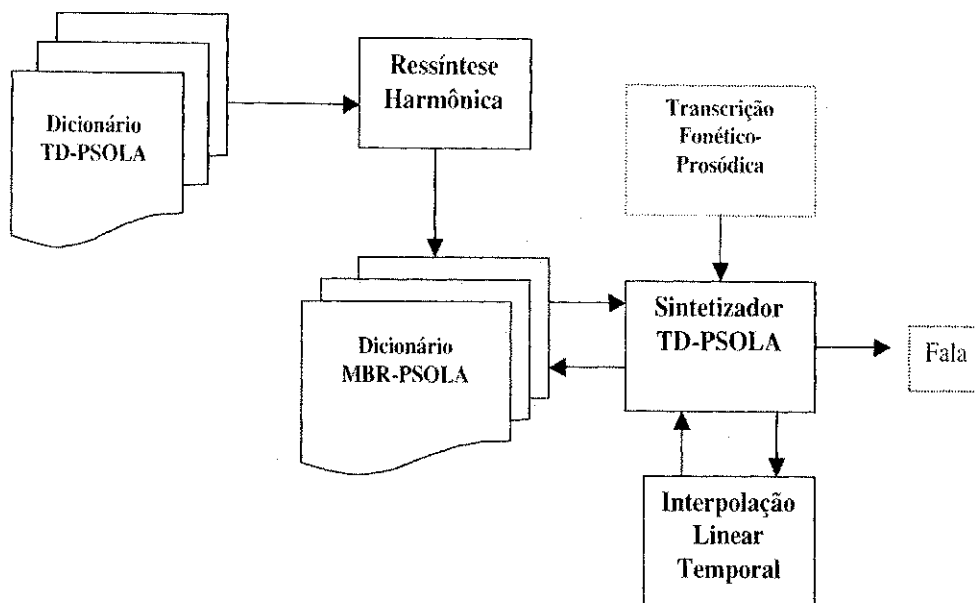 Ressíntese
Harmônica
Dicionário
TD-PSOLA
Transcrição
Fonético-
Prosódica
Dicionário
MBR-PSOLA
Sintetizador
TD-PSOLA
Fala
Interpolação
Linear
Temporal